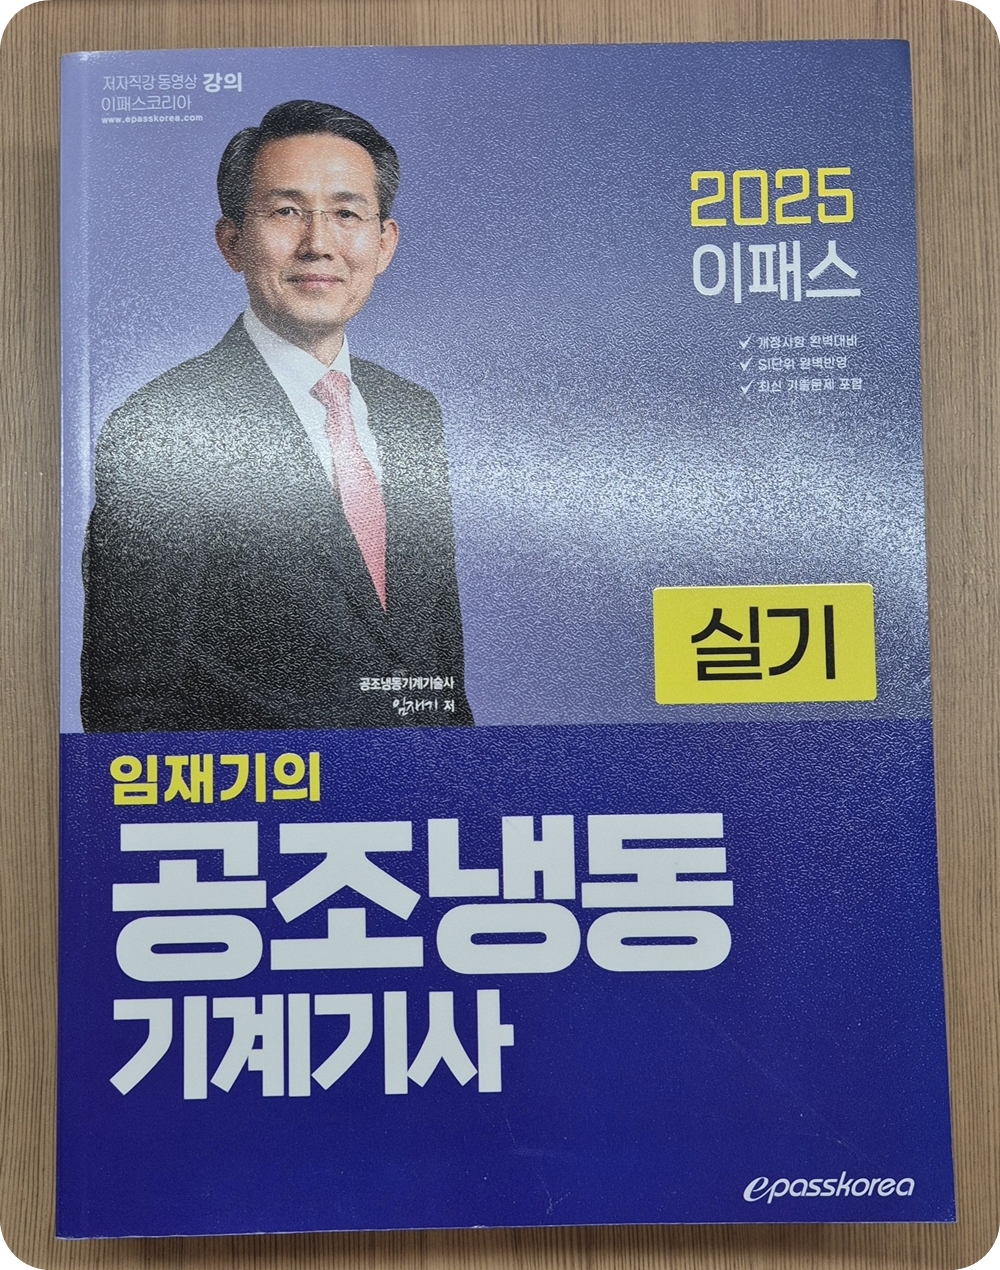 저자직강 동영상 강의
이패스코리아
www.epasskorea.com
2025
이패스
개정사항 완벽대비
SI단위 완벽반영
최신 기출문제 포함
실기
공조냉동기계기술사
임재기 저
임재기의
공조냉동
기계기사
epasskorea